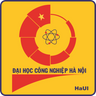 ĐẠI HỌC CÔNG NGHIỆP HÀ NỘI
HaUI